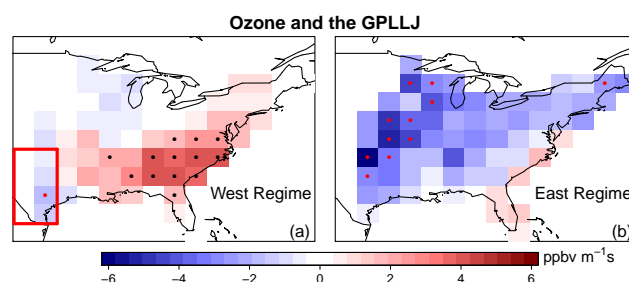 Ozone and the GPLLJ
West Regime
(a)
East Regime
(b)
ppbv m⁻¹s
−6 −4 −2 0 2 4 6